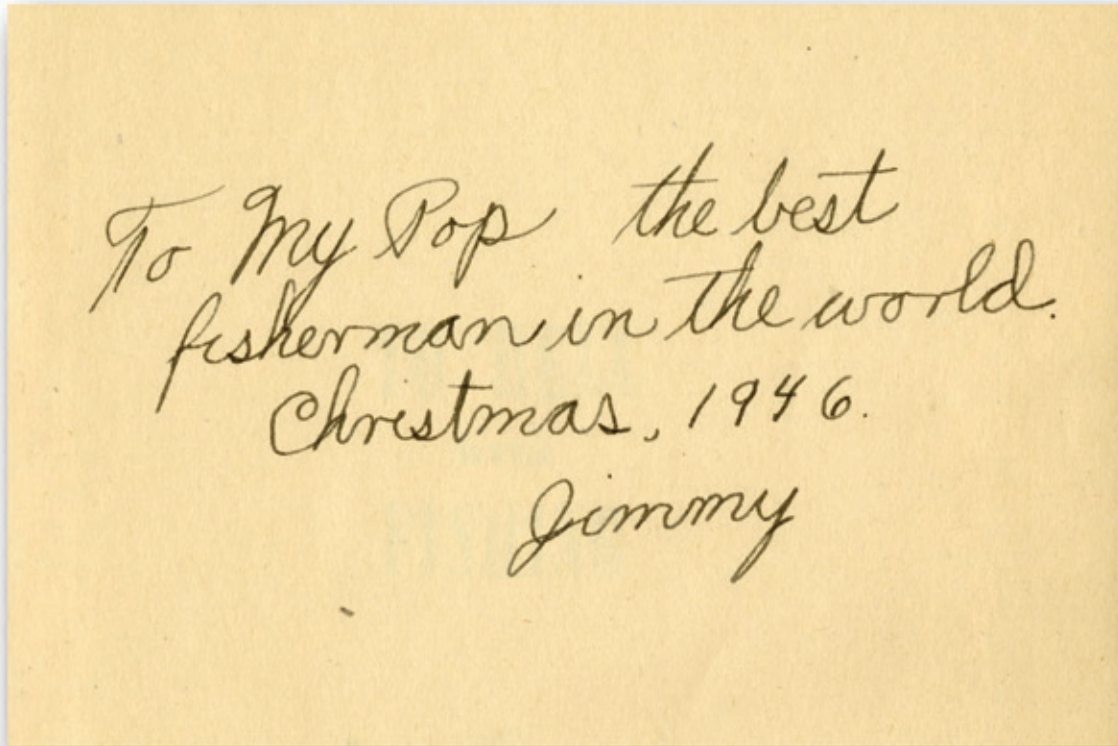 To My Pop the best
fisherman in the world.
Christmas, 1946.
Jimmy